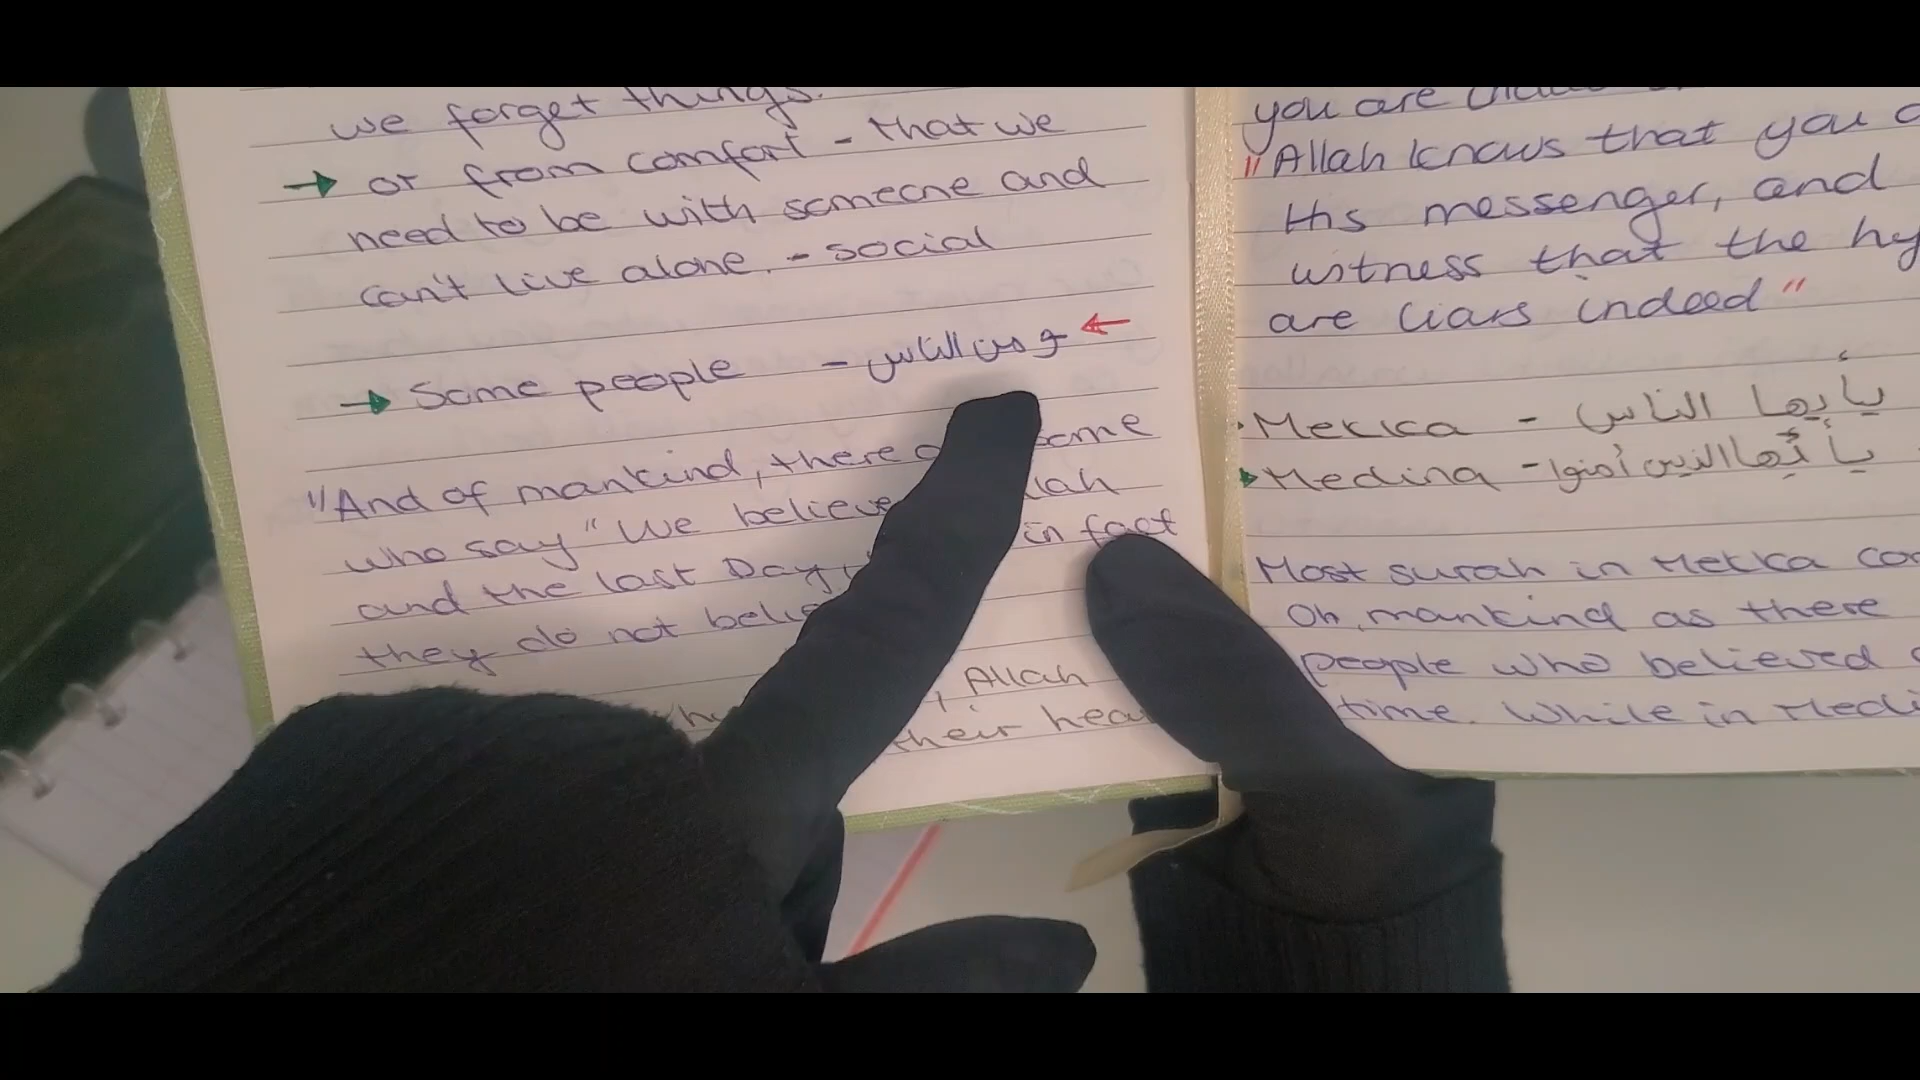 we forget things.
→ or from comfort - that we
need to be with someone and
can't live alone. - social
→ Some people - ومن الناس ←
"And of mankind, there some
who say "We believe
and the last Day, in fact
they do not
, Allah
their
you are
"Allah knows that you
His messenger, and
witness that the
are liars indeed"
• Mekka - يا أيها الناس
Medina - يا أيها الذين أمنوا
Most surah in Mekka
Oh, mankind as there
people who believed
time. While in